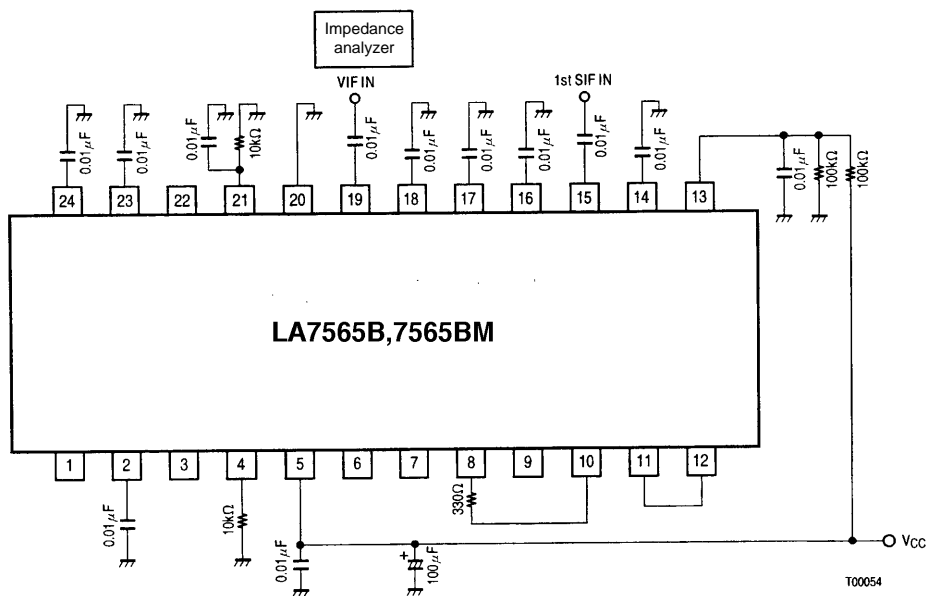 Impedance
analyzer
VIF IN
1st SIF IN
0.01µF
0.01µF
0.01µF
10kΩ
0.01µF
0.01µF
0.01µF
0.01µF
0.01µF
0.01µF
0.01µF
100kΩ
100kΩ
24
23
22
21
20
19
18
17
16
15
14
13
LA7565B,7565BM
1
2
3
4
5
6
7
8
9
10
11
12
0.01µF
10kΩ
0.01µF
+
100µF
330Ω
VCC
T00054